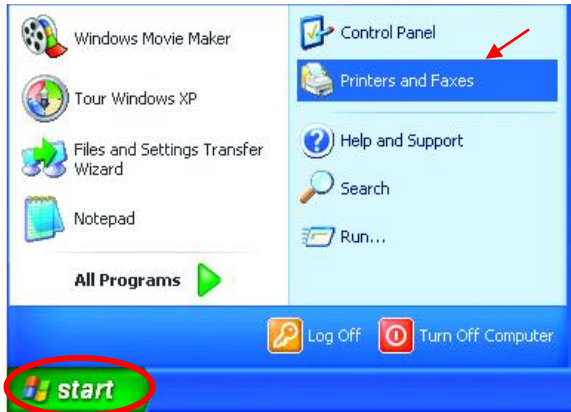 Windows Movie Maker
Tour Windows XP
Files and Settings Transfer
Wizard
Notepad
All Programs
Control Panel
Printers and Faxes
Help and Support
Search
Run...
Log Off
Turn Off Computer
start